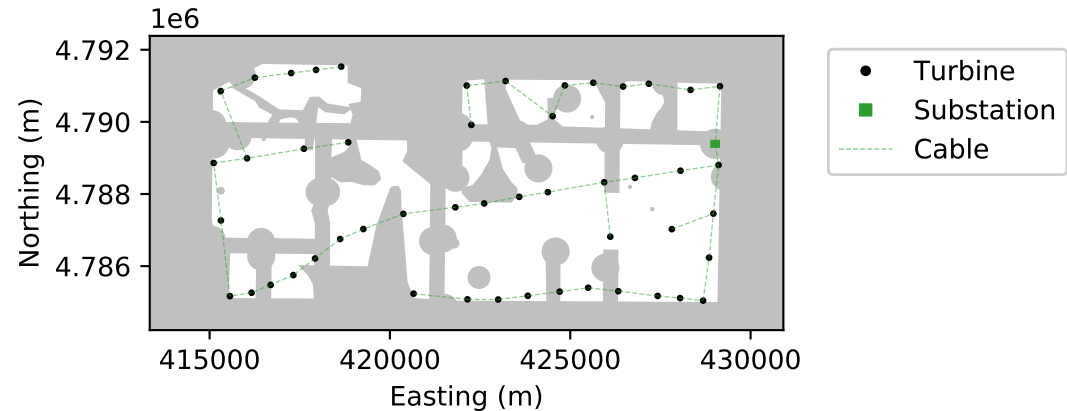 1e6
4.792
4.790
4.788
4.786
Northing (m)
415000 420000 425000 430000
Easting (m)
Turbine
Substation
Cable